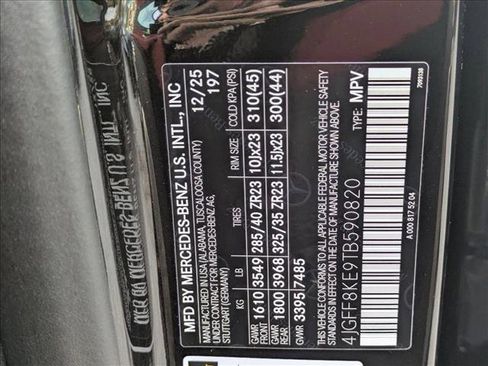 MFD BY MERCEDES-BENZ U.S. INTL., INC
MANUFACTURED IN USA (ALABAMA, TUSCALOOSA COUNTY)
UNDER CONTRACT FOR MERCEDES-BENZ AG,
STUTTGART (GERMANY)
12/25
197
KG LB TIRES RIM SIZE COLD KPA (PSI)
GAWR FRONT 1610 3549 285/40 ZR23 10Jx23 310(45)
GAWR REAR 1800 3968 325/35 ZR23 11.5Jx23 300(44)
GVWR 3395 7485
THIS VEHICLE CONFORMS TO ALL APPLICABLE FEDERAL MOTOR VEHICLE SAFETY
STANDARDS IN EFFECT ON THE DATE OF MANUFACTURE SHOWN ABOVE.
4JGFF8KE9TB590820 TYPE: MPV
A 000 817 52 04